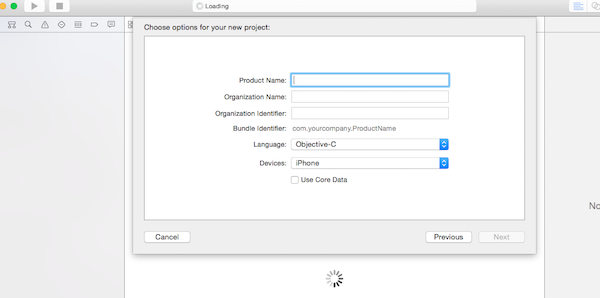 Loading
Choose options for your new project:
Product Name:
Organization Name:
Organization Identifier:
Bundle Identifier: com.yourcompany.ProductName
Language: Objective-C
Devices: iPhone
Use Core Data
No
Cancel Previous Next